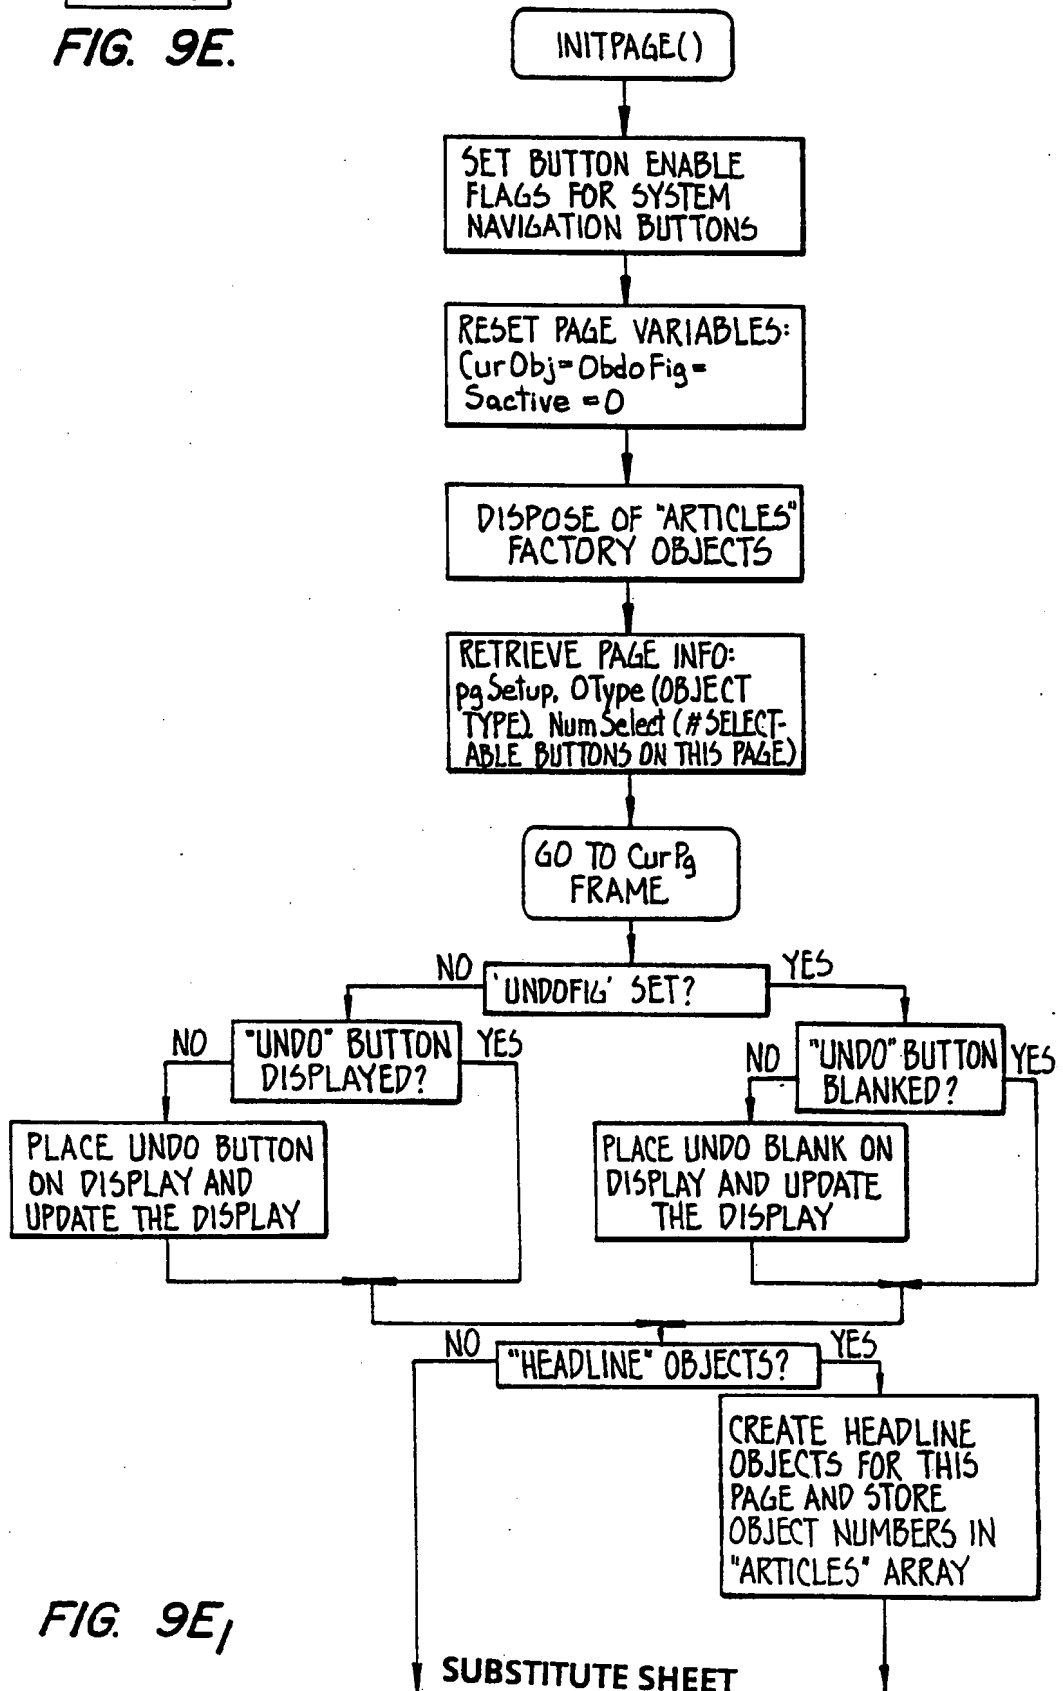 FIG. 9E.
INITPAGE()
SET BUTTON ENABLE
FLAGS FOR SYSTEM
NAVIGATION BUTTONS
RESET PAGE VARIABLES:
CurObj=ObdoFig=
Sactive=0
DISPOSE OF "ARTICLES"
FACTORY OBJECTS
RETRIEVE PAGE INFO:
pgSetup, OType (OBJECT
TYPE), NumSelect (#SELECT-
ABLE BUTTONS ON THIS PAGE)
GO TO CurPg
FRAME
NO
'UNDOFIG' SET?
YES
NO
"UNDO" BUTTON
DISPLAYED?
YES
NO
"UNDO" BUTTON
BLANKED?
YES
PLACE UNDO BUTTON
ON DISPLAY AND
UPDATE THE DISPLAY
PLACE UNDO BLANK ON
DISPLAY AND UPDATE
THE DISPLAY
NO
"HEADLINE" OBJECTS?
YES
CREATE HEADLINE
OBJECTS FOR THIS
PAGE AND STORE
OBJECT NUMBERS IN
"ARTICLES" ARRAY
FIG. 9E1
SUBSTITUTE SHEET